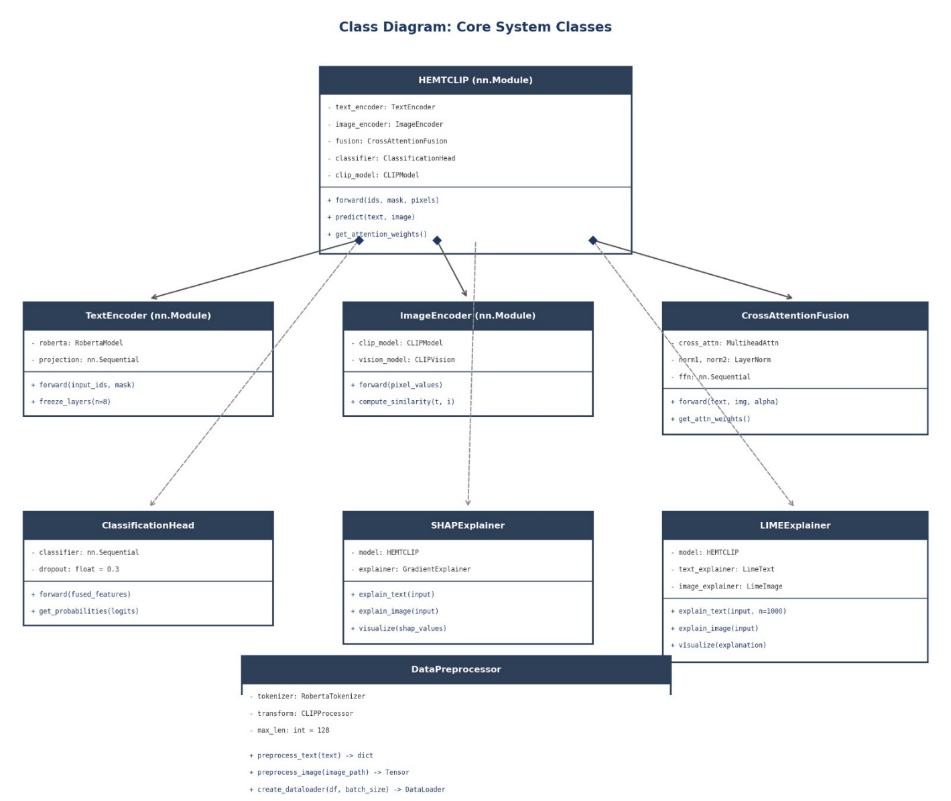 Class Diagram: Core System Classes
HEMTCLIP (nn.Module)
- text_encoder: TextEncoder
- image_encoder: ImageEncoder
- fusion: CrossAttentionFusion
- classifier: ClassificationHead
- clip_model: CLIPModel
+ forward(ids, mask, pixels)
+ predict(text, image)
+ get_attention_weights()
TextEncoder (nn.Module)
- roberta: RobertaModel
- projection: nn.Sequential
+ forward(input_ids, mask)
+ freeze_layers(n=8)
ImageEncoder (nn.Module)
- clip_model: CLIPModel
- vision_model: CLIPVision
+ forward(pixel_values)
+ compute_similarity(t, i)
CrossAttentionFusion
- cross_attn: MultiheadAttn
- norm1, norm2: LayerNorm
- ffn: nn.Sequential
+ forward(text, img, alpha)
+ get_attn_weights()
ClassificationHead
- classifier: nn.Sequential
- dropout: float = 0.3
+ forward(fused_features)
+ get_probabilities(logits)
SHAPExplainer
- model: HEMTCLIP
- explainer: GradientExplainer
+ explain_text(input)
+ explain_image(input)
+ visualize(shap_values)
LIMEExplainer
- model: HEMTCLIP
- text_explainer: LimeText
- image_explainer: LimeImage
+ explain_text(input, n=1000)
+ explain_image(input)
+ visualize(explanation)
DataPreprocessor
- tokenizer: RobertaTokenizer
- transform: CLIPProcessor
- max_len: int = 128
+ preprocess_text(text) -> dict
+ preprocess_image(image_path) -> Tensor
+ create_dataloader(df, batch_size) -> DataLoader